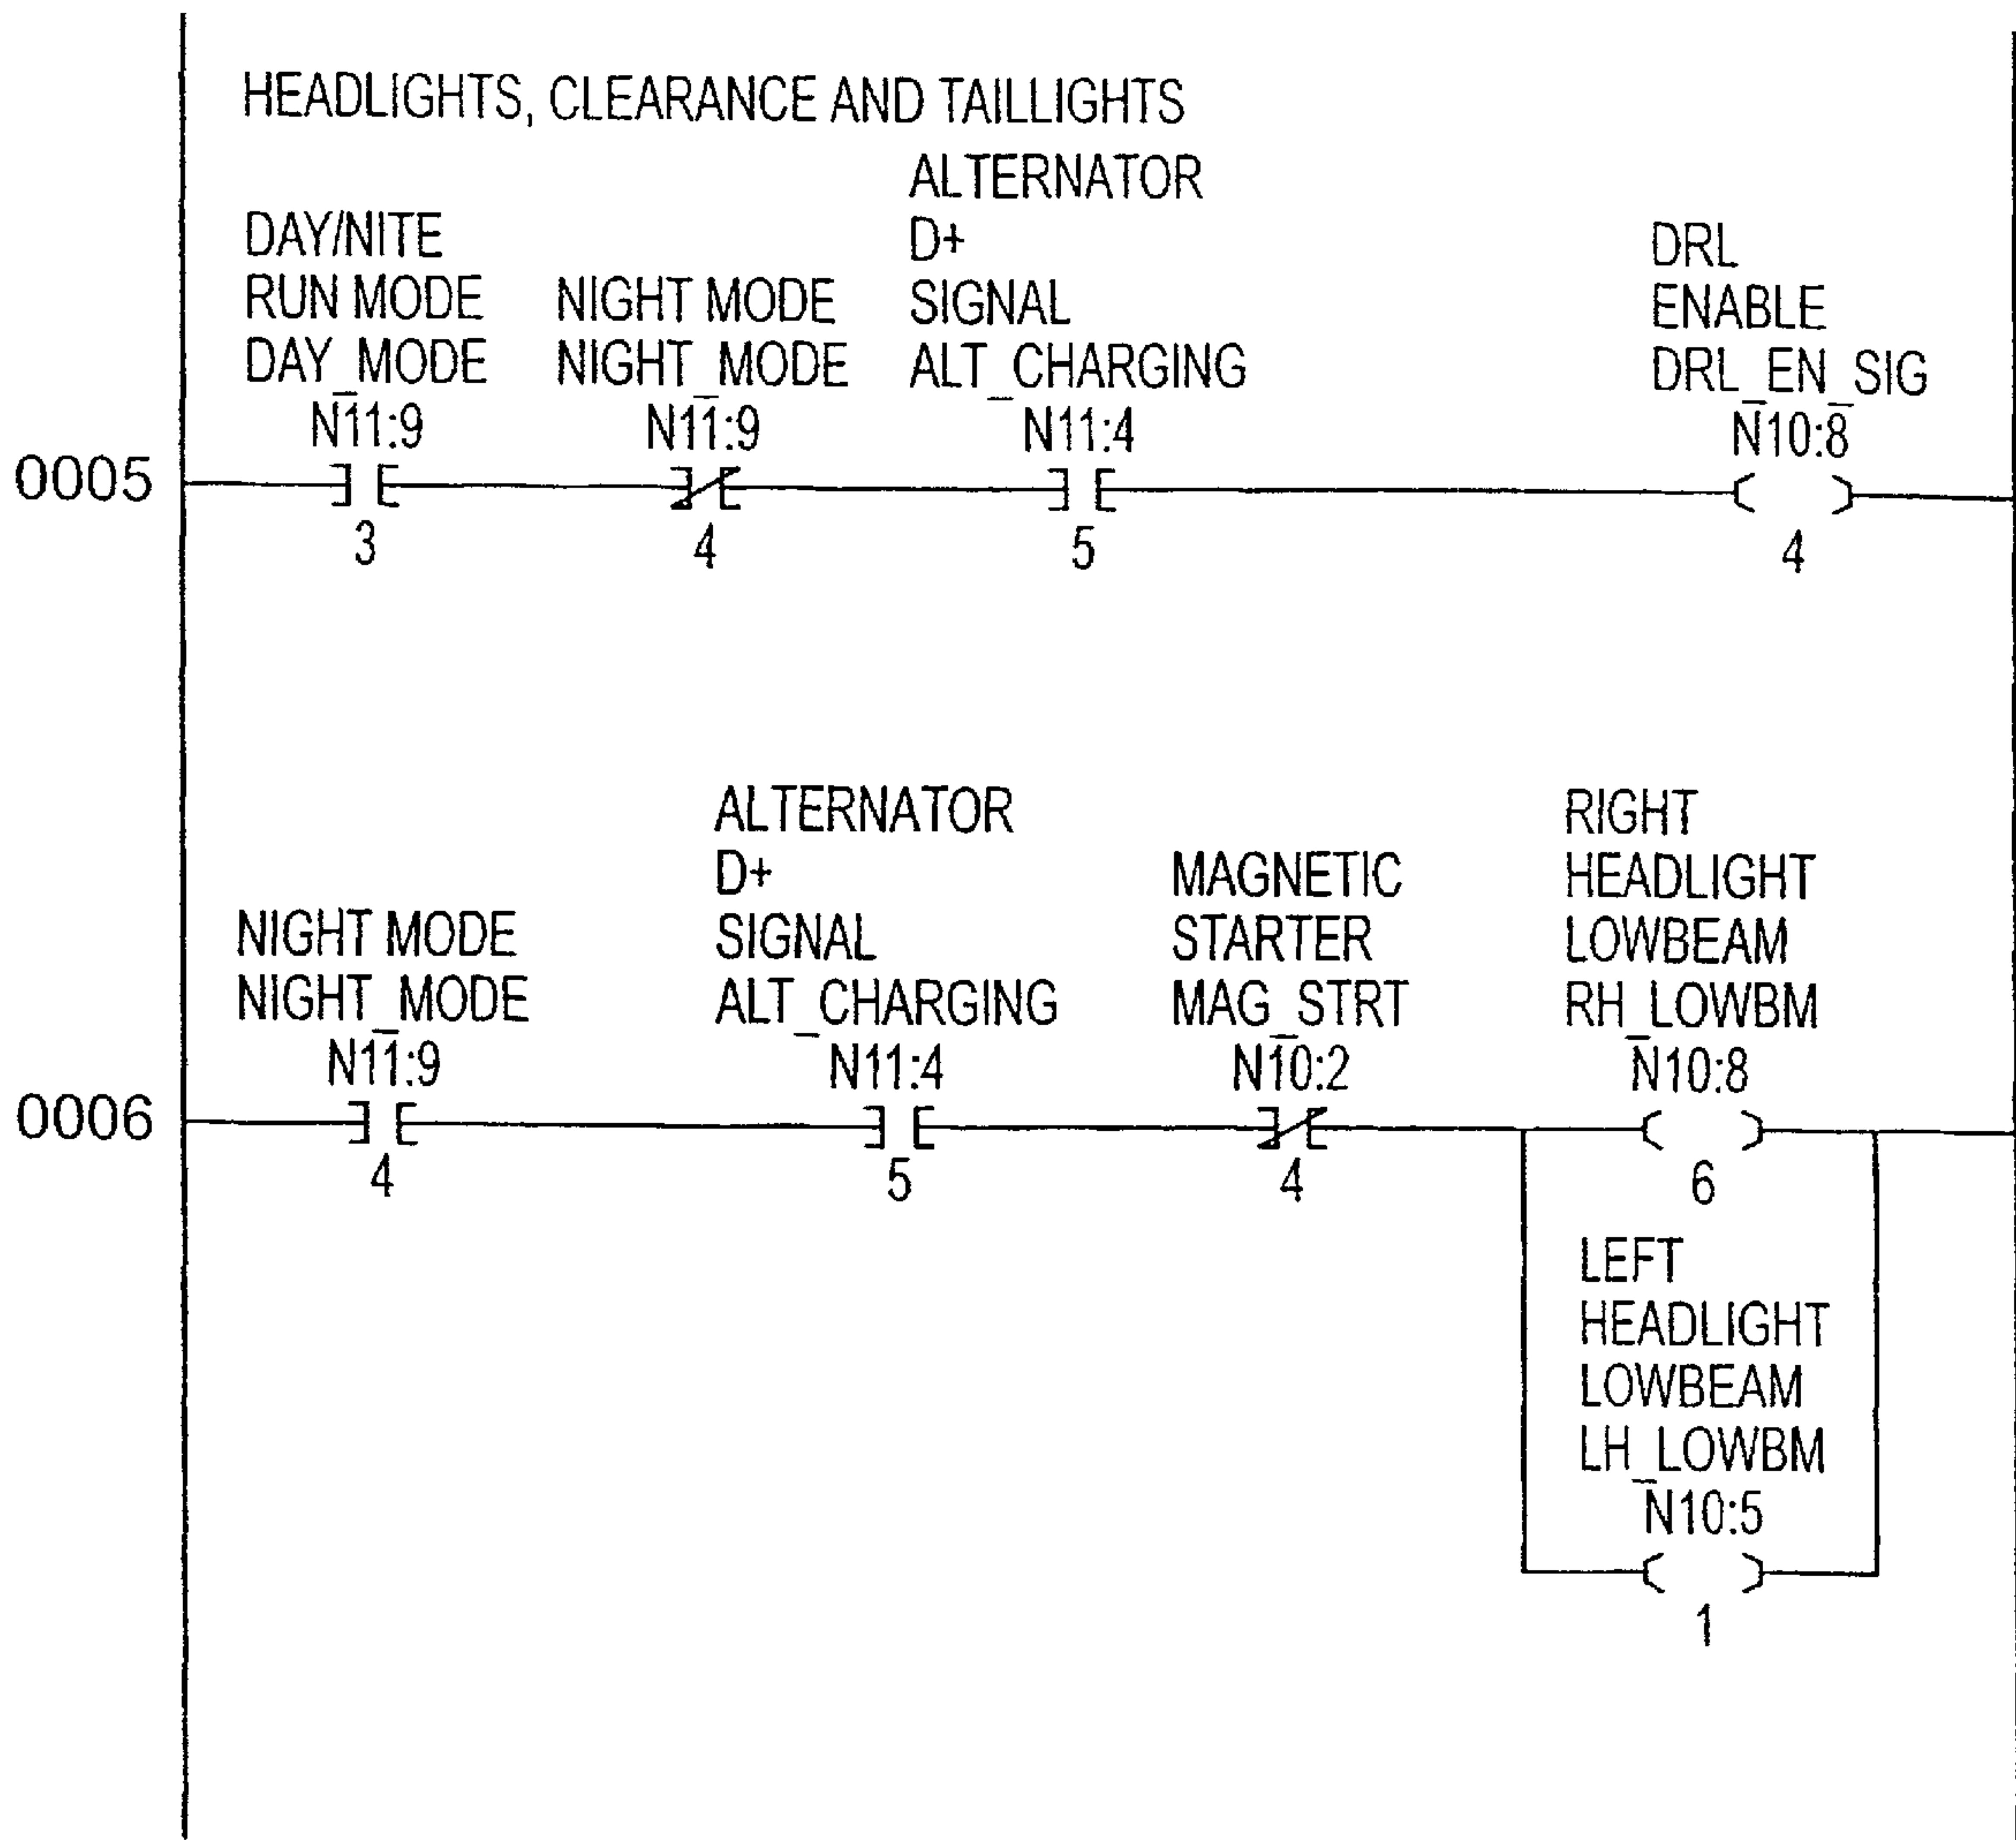 HEADLIGHTS, CLEARANCE AND TAILLIGHTS
DAY/NITE
RUN MODE
DAY_MODE
N11:9
3
NIGHT MODE
NIGHT_MODE
N11:9
4
ALTERNATOR
D+
SIGNAL
ALT_CHARGING
N11:4
5
DRL
ENABLE
DRL_EN_SIG
N10:8
4
0005
NIGHT MODE
NIGHT_MODE
N11:9
4
ALTERNATOR
D+
SIGNAL
ALT_CHARGING
N11:4
5
MAGNETIC
STARTER
MAG_STRT
N10:2
4
RIGHT
HEADLIGHT
LOWBEAM
RH_LOWBM
N10:8
6
0006
LEFT
HEADLIGHT
LOWBEAM
LH_LOWBM
N10:5
1